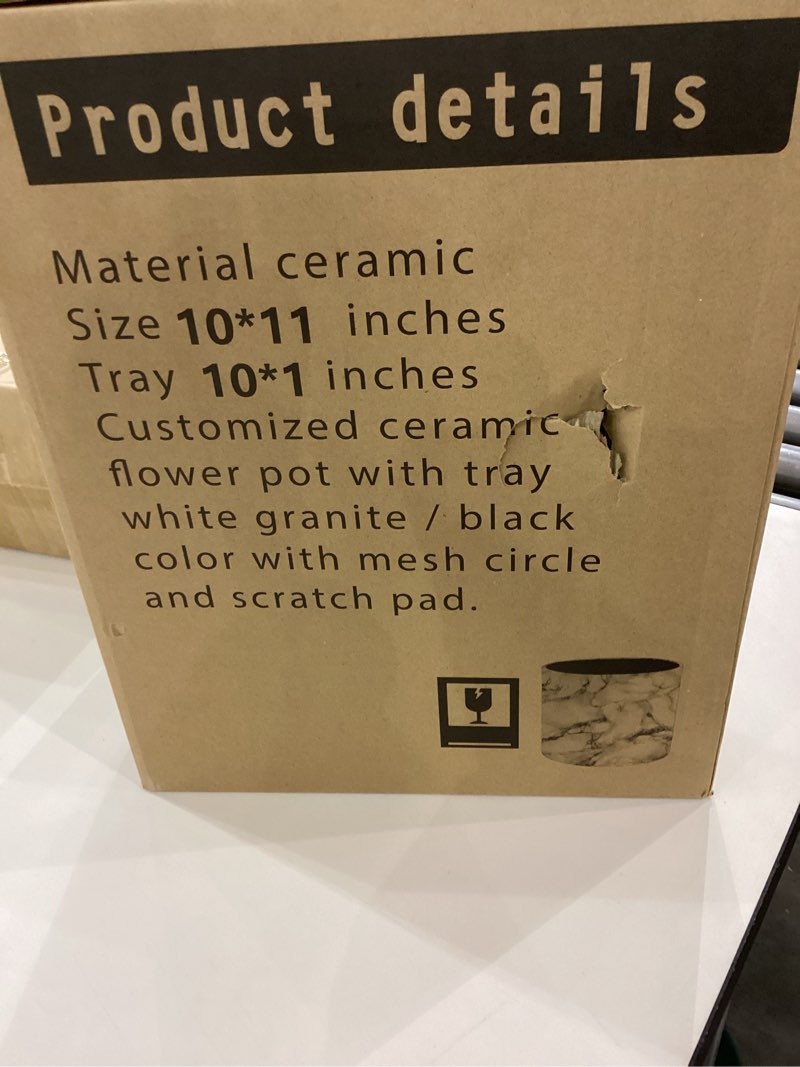 Product details
Material ceramic
Size 10*11 inches
Tray 10*1 inches
Customized ceramic
flower pot with tray
white granite / black
color with mesh circle
and scratch pad.